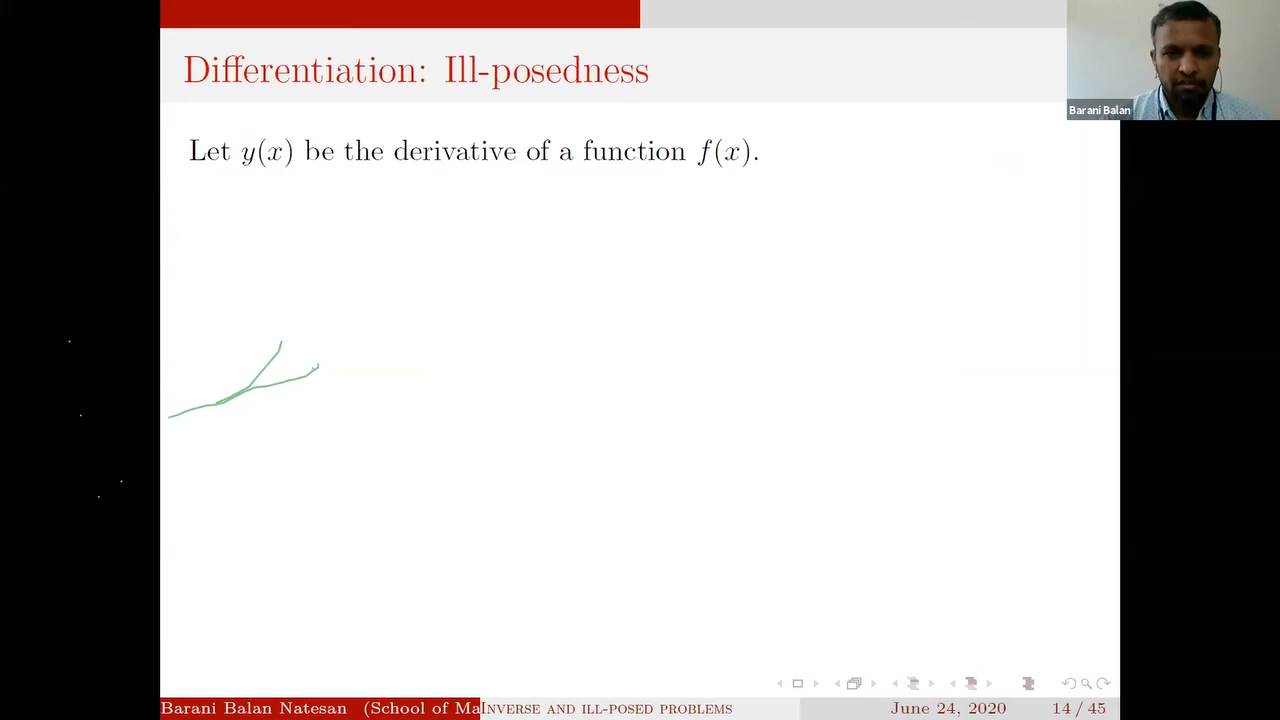 Differentiation: Ill-posedness
Barani Balan
Let y(x) be the derivative of a function f(x).
Barani Balan Natesan (School of Ma
INVERSE AND ILL-POSED PROBLEMS
June 24, 2020
14 / 45